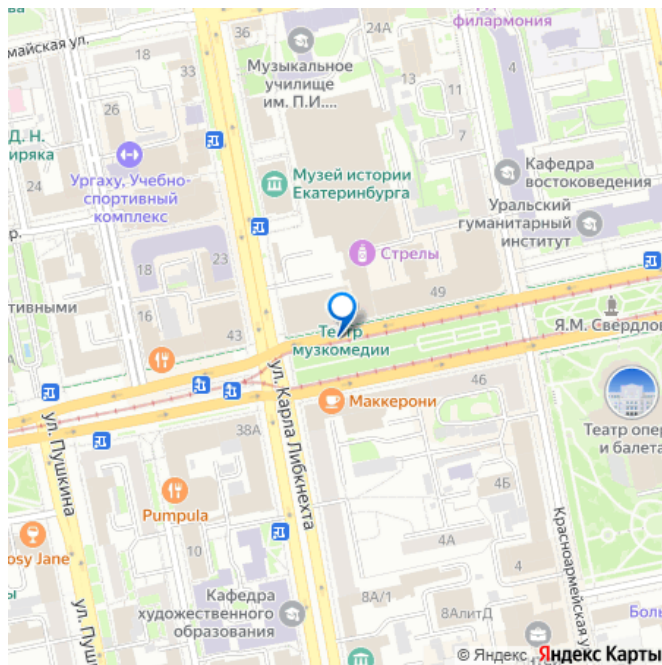 филармония
36
майская ул.
18
Музыкальное
училище
им. П.И....
24
13
11
4
33
26
7
Д. Н.
иряка
Кафедра
востоковедения
Ургаху, Учебно-
спортивный
комплекс
Музей истории
Екатеринбурга
24
Уральский
гуманитарный
институт
р.
Стрелы
23
18
49
тивными
16
43
Театр
музкомедии
Я.М. Свердлов
46
Маккерони
ул. Карла Либкнехта
ул. Пушкина
38А
Театр опер
и балета
4Б
Pumpula
Красноармейская у
osy Jane
10
4А
4
ы
Кафедра
художественного
образования
8А/1
8АлитД
Боль
ул. Пуш
© Яндекс Яндекс Карты